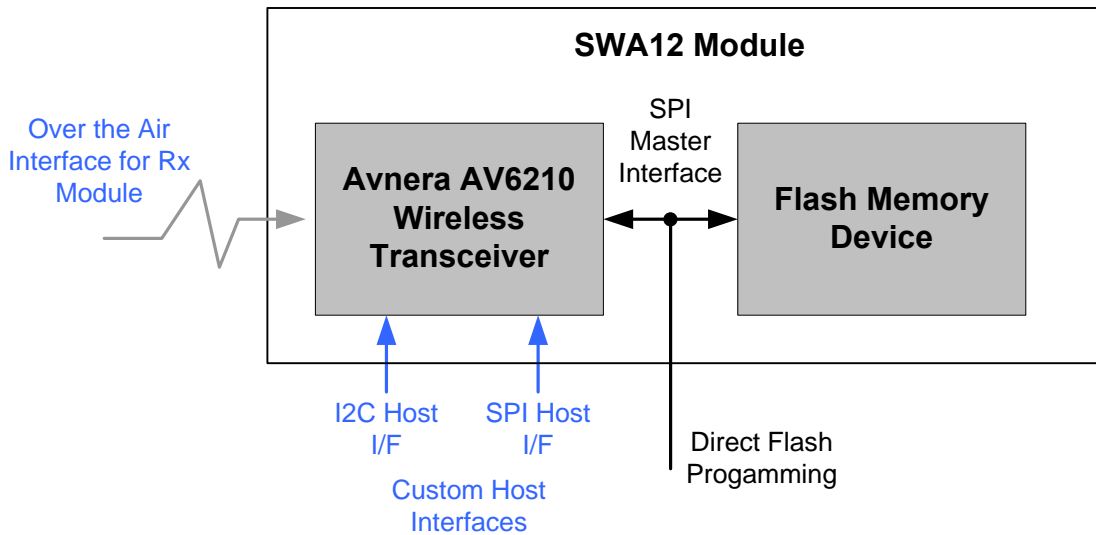 SWA12 Module
SPI
Master
Interface
Over the Air
Interface for Rx
Module
Avnera AV6210
Wireless
Transceiver
Flash Memory
Device
I2C Host
I/F
SPI Host
I/F
Custom Host
Interfaces
Direct Flash
Progamming